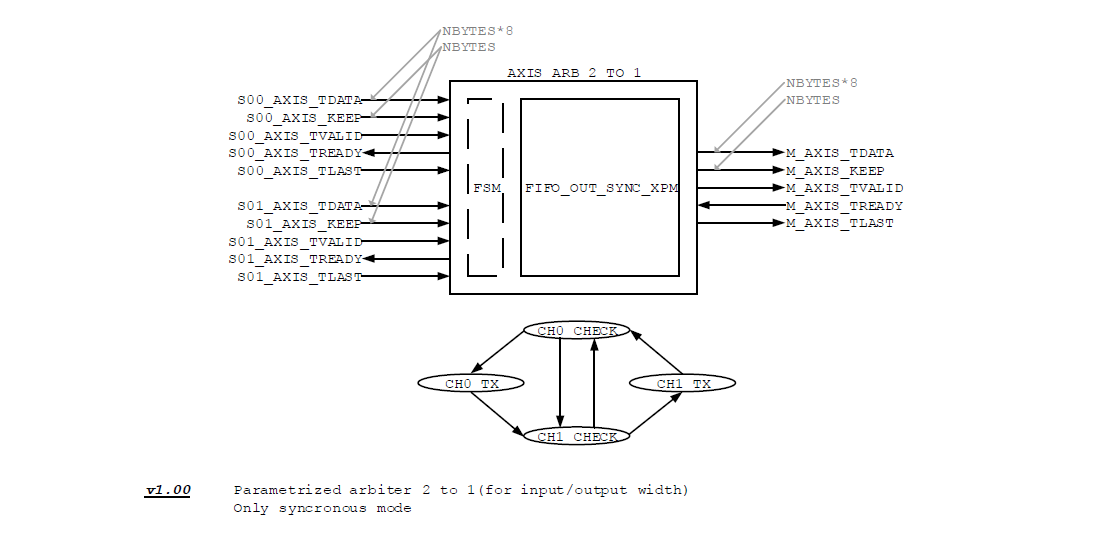 NBYTES*8
NBYTES
AXIS ARB 2 TO 1
NBYTES*8
NBYTES
S00_AXIS_TDATA
S00_AXIS_KEEP
S00_AXIS_TVALID
S00_AXIS_TREADY
S00_AXIS_TLAST
S01_AXIS_TDATA
S01_AXIS_KEEP
S01_AXIS_TVALID
S01_AXIS_TREADY
S01_AXIS_TLAST
FSM
FIFO_OUT_SYNC_XPM
M_AXIS_TDATA
M_AXIS_KEEP
M_AXIS_TVALID
M_AXIS_TREADY
M_AXIS_TLAST
CH0 CHECK
CH0 TX
CH1 TX
CH1 CHECK
v1.00 Parametrized arbiter 2 to 1(for input/output width)
Only syncronous mode